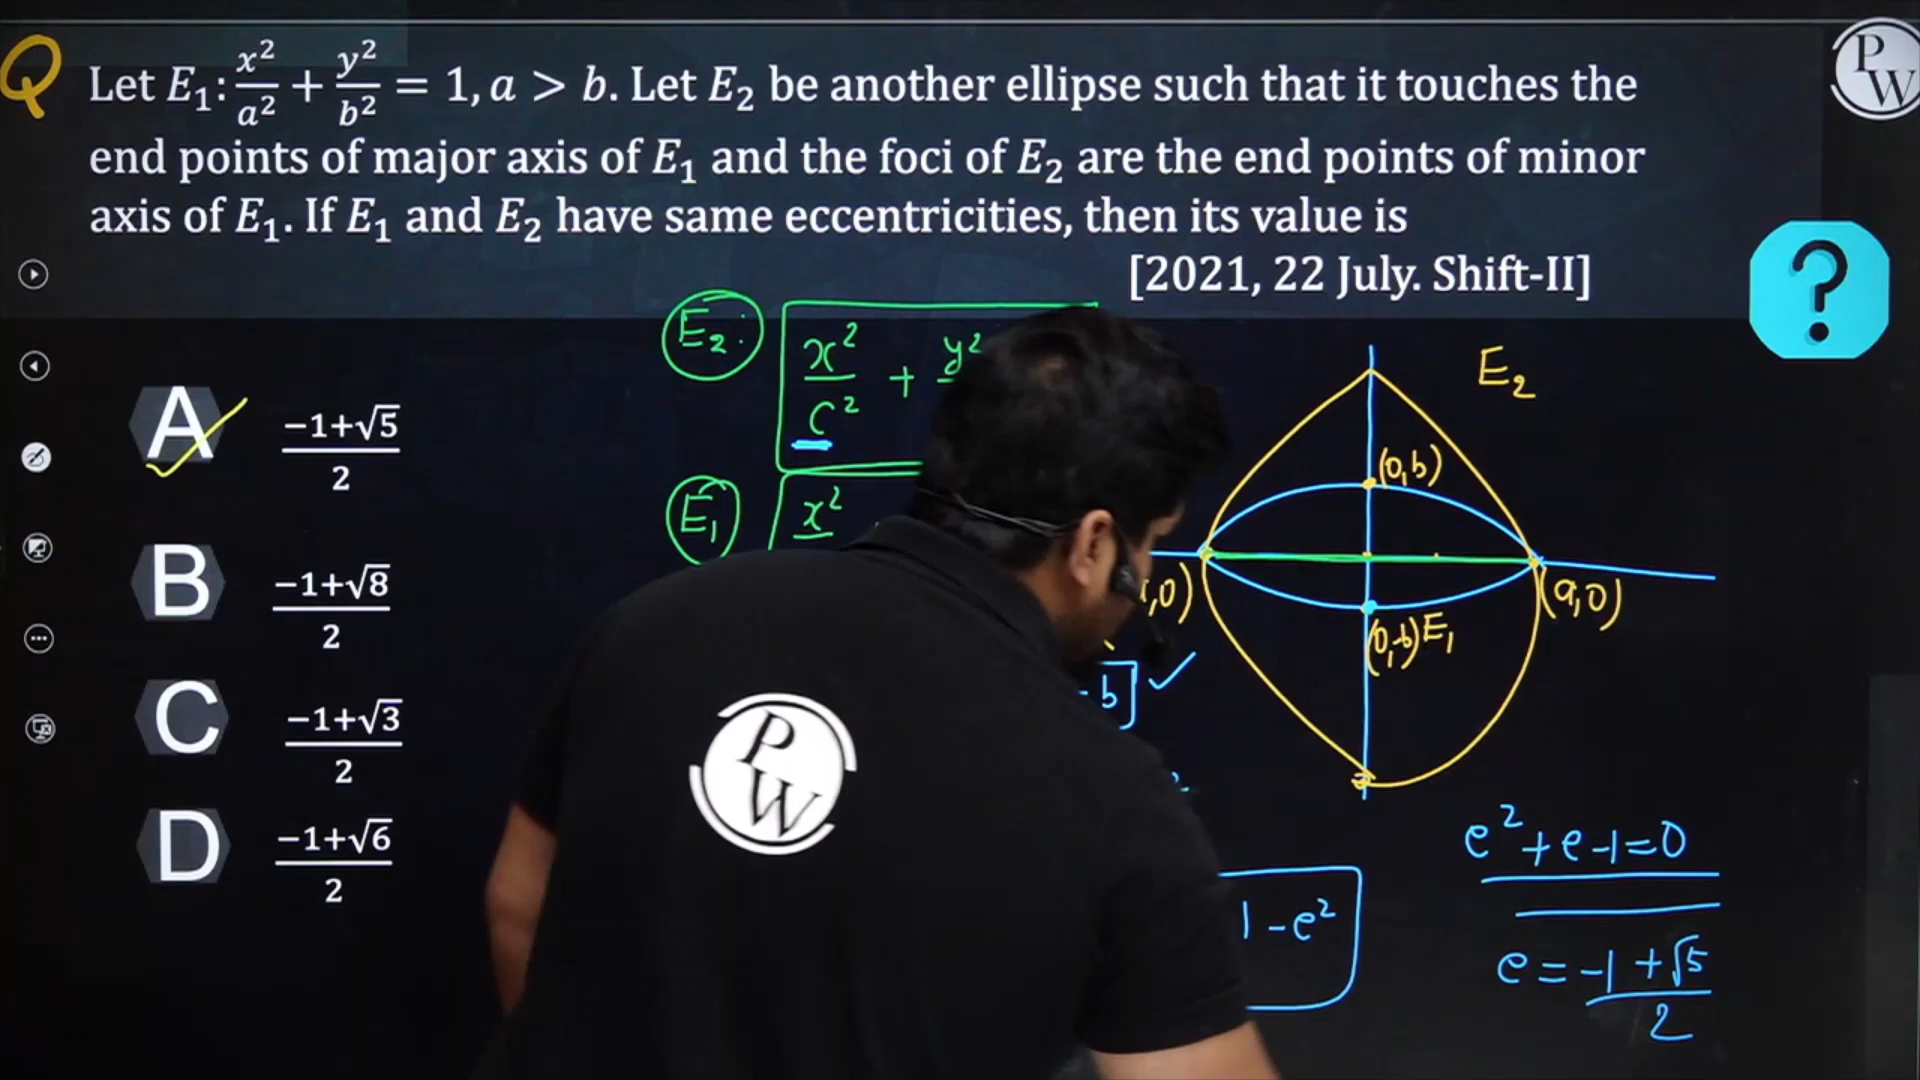 Q
Let E₁: x²/a² + y²/b² = 1, a > b. Let E₂ be another ellipse such that it touches the
end points of major axis of E₁ and the foci of E₂ are the end points of minor
axis of E₁. If E₁ and E₂ have same eccentricities, then its value is
[2021, 22 July. Shift-II]
PW
?
E₂:
x²/c² + y²
E₁
x²
A (-1+√5)/2
B (-1+√8)/2
C (-1+√3)/2
D (-1+√6)/2
E₂
(0,b)
,0)
(a,0)
(0,-b) E₁
b]
PW
e²+e-1=0
1-e²
e = (-1+√5)/2